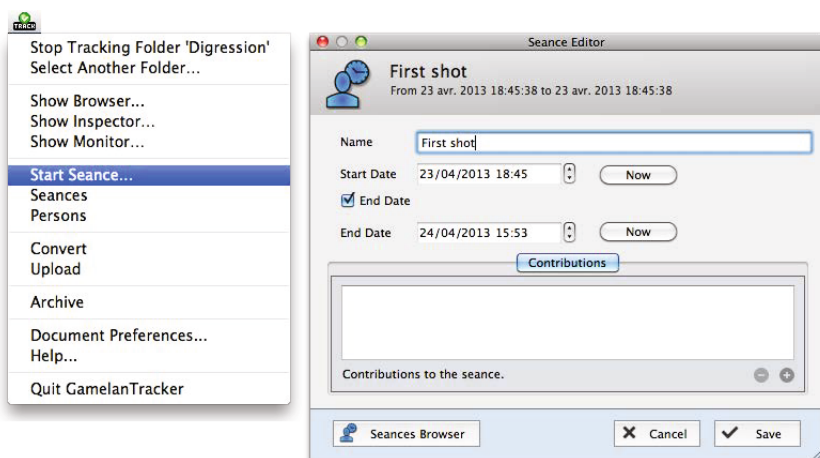 TRACK
Stop Tracking Folder 'Digression'
Select Another Folder...
Show Browser...
Show Inspector...
Show Monitor...
Start Seance...
Seances
Persons
Convert
Upload
Archive
Document Preferences...
Help...
Quit GamelanTracker
Seance Editor
First shot
From 23 avr. 2013 18:45:38 to 23 avr. 2013 18:45:38
Name First shot
Start Date 23/04/2013 18:45 Now
End Date
End Date 24/04/2013 15:53 Now
Contributions
Contributions to the seance.
Seances Browser Cancel Save